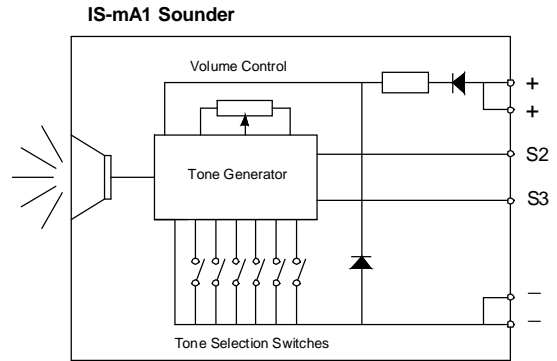 IS-mA1 Sounder
Volume Control
+
+
S2
Tone Generator
S3
−
−
Tone Selection Switches